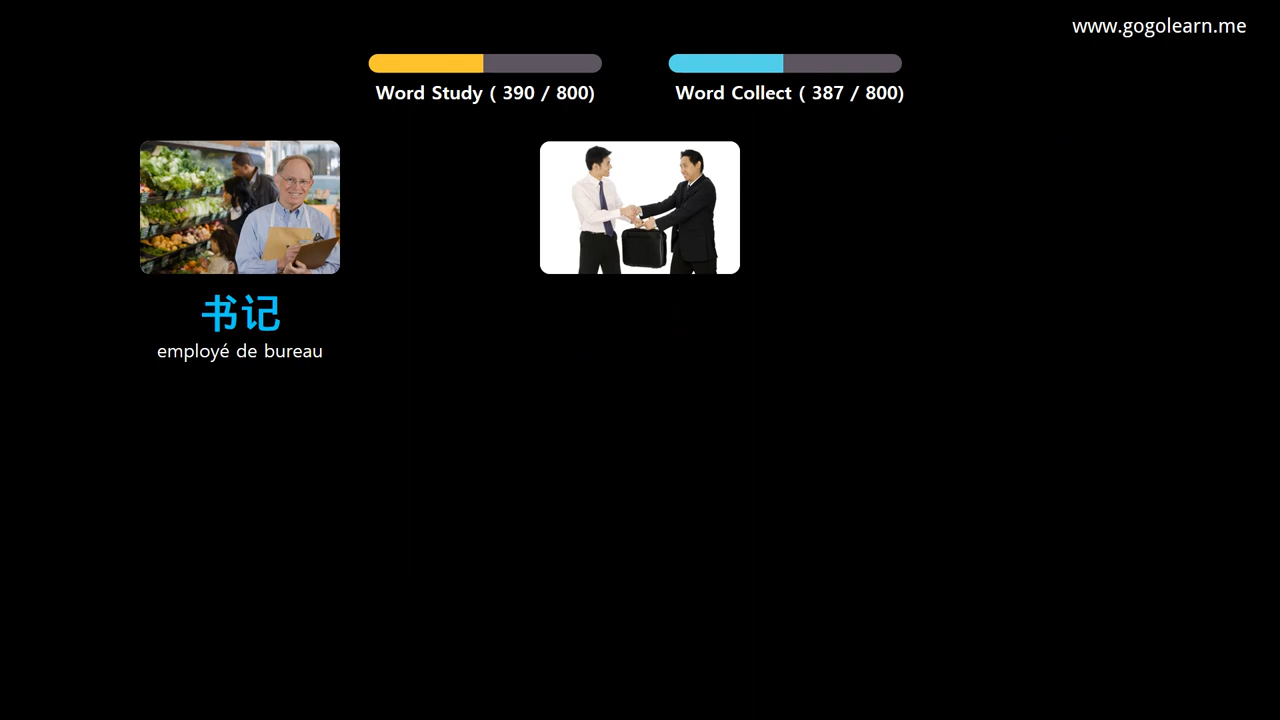 www.gogolearn.me
Word Study ( 390 / 800)
Word Collect ( 387 / 800)
书记
employé de bureau